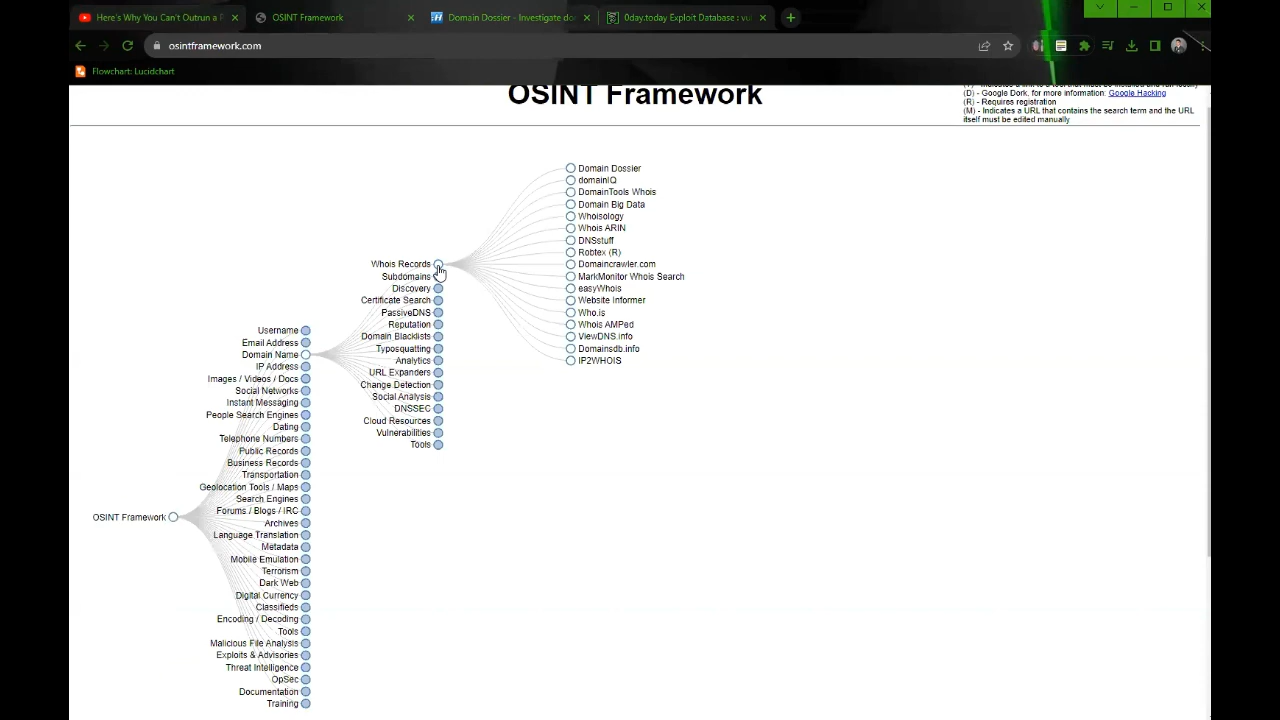 Here's Why You Can't Outrun a
OSINT Framework
Domain Dossier - Investigate do
0day.today Exploit Database : vul
osintframework.com
Flowchart: Lucidchart
OSINT Framework
(D) - Google Dork, for more information: Google Hacking
(R) - Requires registration
(M) - Indicates a URL that contains the search term and the URL
itself must be edited manually
Domain Dossier
domainIQ
DomainTools Whois
Domain Big Data
Whoisology
Whois ARIN
DNSstuff
Robtex (R)
Domaincrawler.com
MarkMonitor Whois Search
easyWhois
Website Informer
Who.is
Whois AMPed
ViewDNS.info
Domainsdb.info
IP2WHOIS
Whois Records
Subdomains
Discovery
Certificate Search
PassiveDNS
Reputation
Domain Blacklists
Typosquatting
Analytics
URL Expanders
Change Detection
Social Analysis
DNSSEC
Cloud Resources
Vulnerabilities
Tools
Username
Email Address
Domain Name
IP Address
Images / Videos / Docs
Social Networks
Instant Messaging
People Search Engines
Dating
Telephone Numbers
Public Records
Business Records
Transportation
Geolocation Tools / Maps
Search Engines
Forums / Blogs / IRC
Archives
Language Translation
Metadata
Mobile Emulation
Terrorism
Dark Web
Digital Currency
Classifieds
Encoding / Decoding
Tools
Malicious File Analysis
Exploits & Advisories
Threat Intelligence
OpSec
Documentation
Training
OSINT Framework